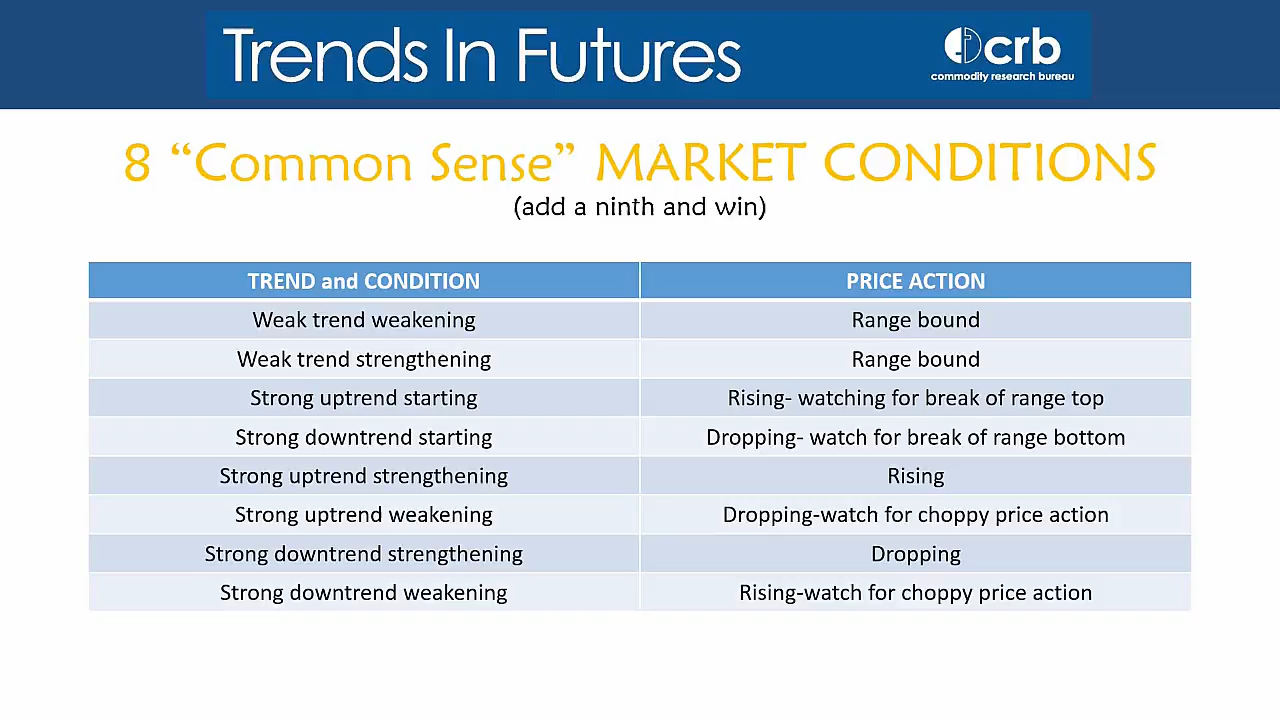 Trends In Futures
crb
commodity research bureau
8 “Common Sense” MARKET CONDITIONS
(add a ninth and win)
TREND and CONDITION PRICE ACTION
Weak trend weakening Range bound
Weak trend strengthening Range bound
Strong uptrend starting Rising- watching for break of range top
Strong downtrend starting Dropping- watch for break of range bottom
Strong uptrend strengthening Rising
Strong uptrend weakening Dropping-watch for choppy price action
Strong downtrend strengthening Dropping
Strong downtrend weakening Rising-watch for choppy price action